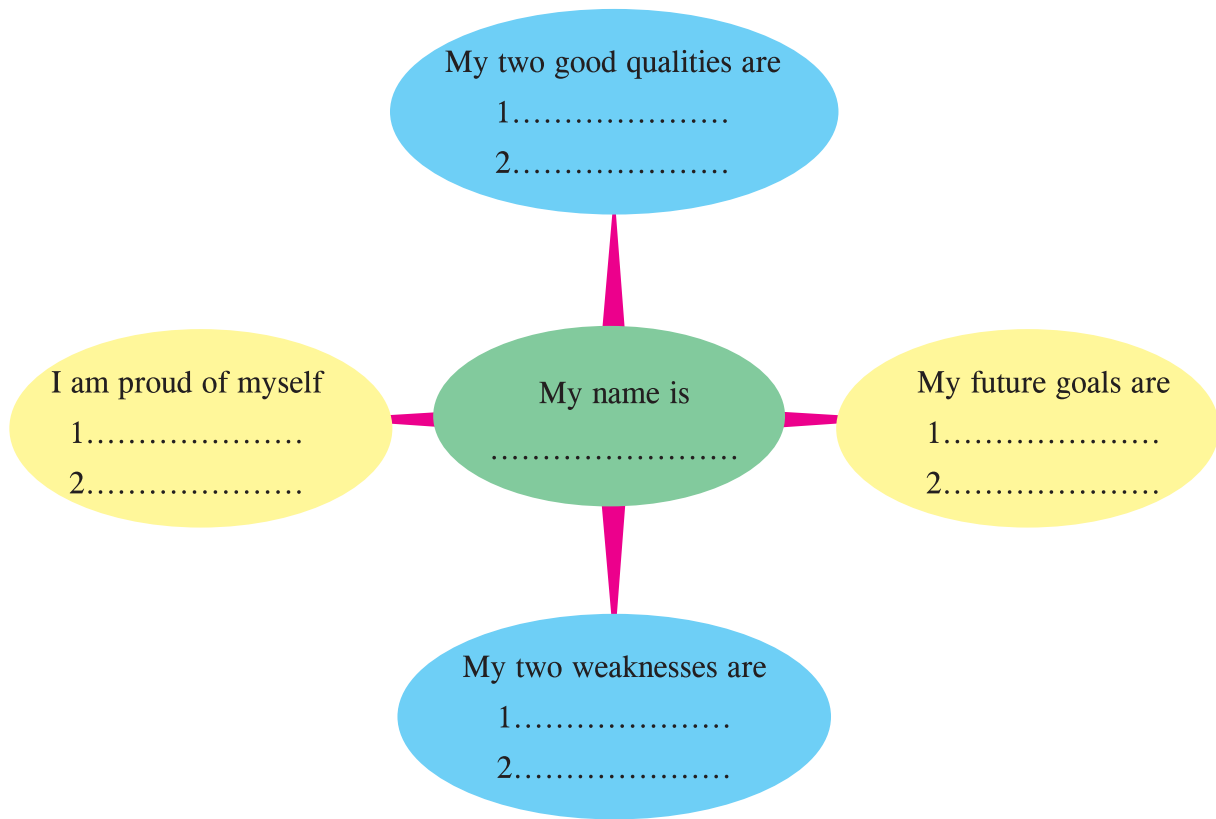 My two good qualities are
1.....................
2.....................
I am proud of myself
1.....................
2.....................
My name is
........................
My future goals are
1.....................
2.....................
My two weaknesses are
1.....................
2.....................